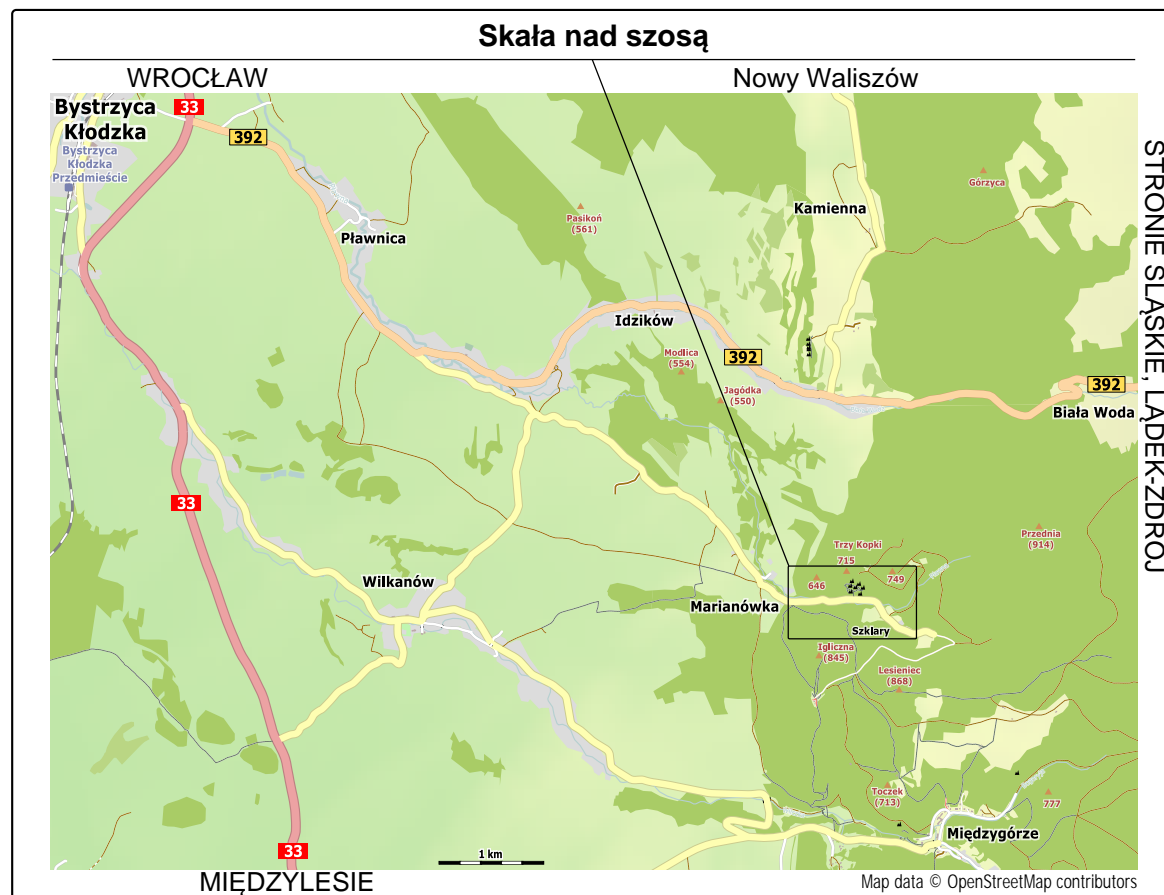 Skała nad szosą
WROCŁAW
Nowy Waliszów
Bystrzyca
Kłodzka
33
392
Bystrzyca
Kłodzka
Przedmieście
Górzyca
Pasikoń
(561)
Kamienna
Pławnica
STRONIE ŚLĄSKIE, LĄDEK-ZDRÓJ
Idzików
Modlica
(554)
392
Jagódka
(550)
392
Biała Woda
33
Przednia
(914)
Trzy Kopki
715
646
749
Wilkanów
Marianówka
Szklary
Igliczna
(845)
Lesieniec
(868)
Toczek
(713)
777
Międzygórze
33
1 km
MIĘDZYLESIE
Map data © OpenStreetMap contributors